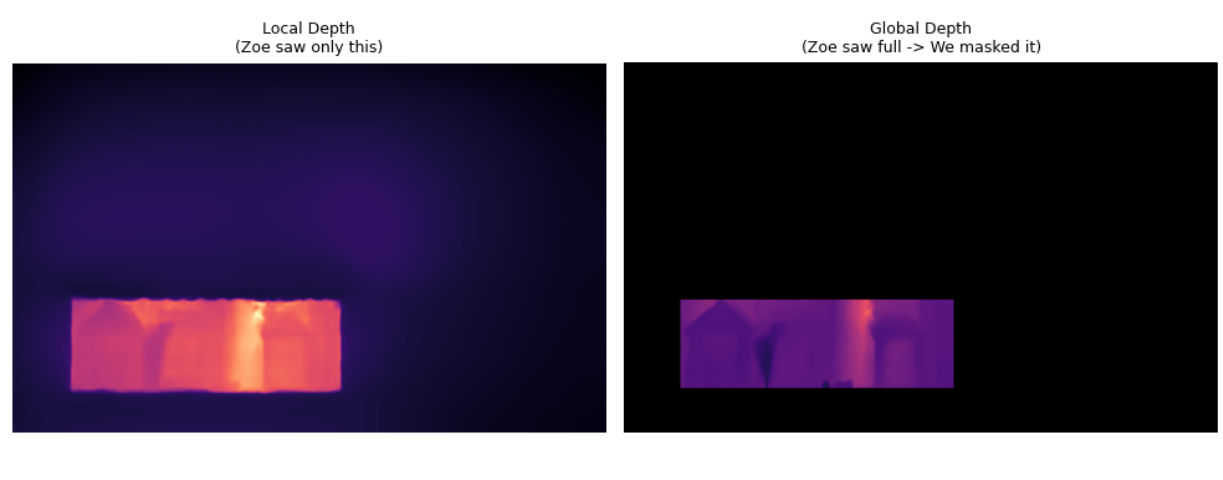 Local Depth
(Zoe saw only this)
Global Depth
(Zoe saw full -> We masked it)